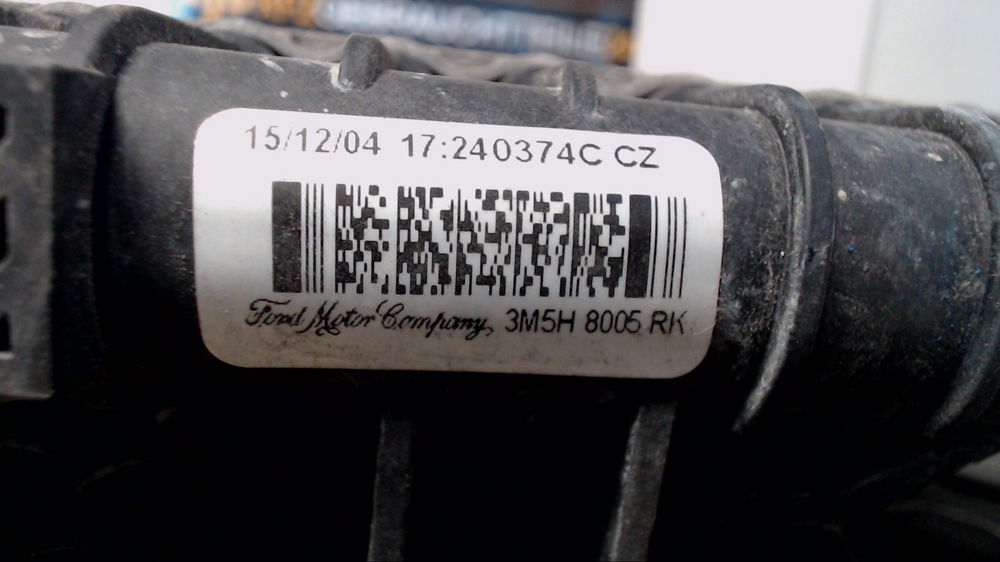 15/12/04 17:240374C CZ
Ford Motor Company 3M5H 8005 RK